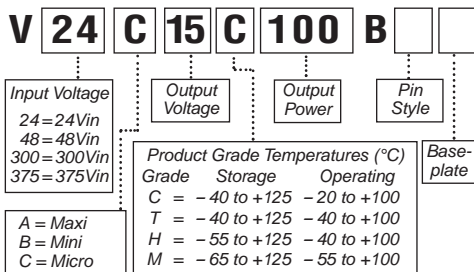 V 24 C 15 C 100 B
Input Voltage
24 = 24Vin
48 = 48Vin
300 = 300Vin
375 = 375Vin
Output
Voltage
Output
Power
Pin
Style
Base-
plate
A = Maxi
B = Mini
C = Micro
Product Grade Temperatures (°C)
Grade Storage Operating
C = – 40 to +125 – 20 to +100
T = – 40 to +125 – 40 to +100
H = – 55 to +125 – 40 to +100
M = – 65 to +125 – 55 to +100